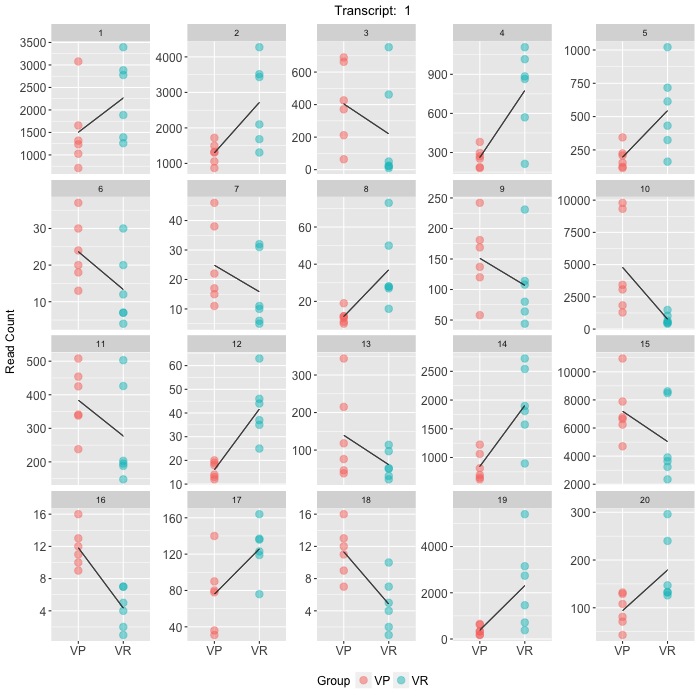 Transcript: 1
1 2 3 4 5
3500 3000 2500 2000 1500 1000
4000 3000 2000 1000
600 400 200 0
900 600 300
1000 750 500 250
6 7 8 9 10
30 20 10
40 30 20 10
60 40 20
250 200 150 100 50
10000 7500 5000 2500 0
Read Count
11 12 13 14 15
500 400 300 200
60 50 40 30 20 10
300 200 100
2500 2000 1500 1000
10000 8000 6000 4000 2000
16 17 18 19 20
16 12 8 4
160 120 80 40
16 12 8 4
4000 2000 0
300 200 100
VP VR VP VR VP VR VP VR VP VR
Group VP VR